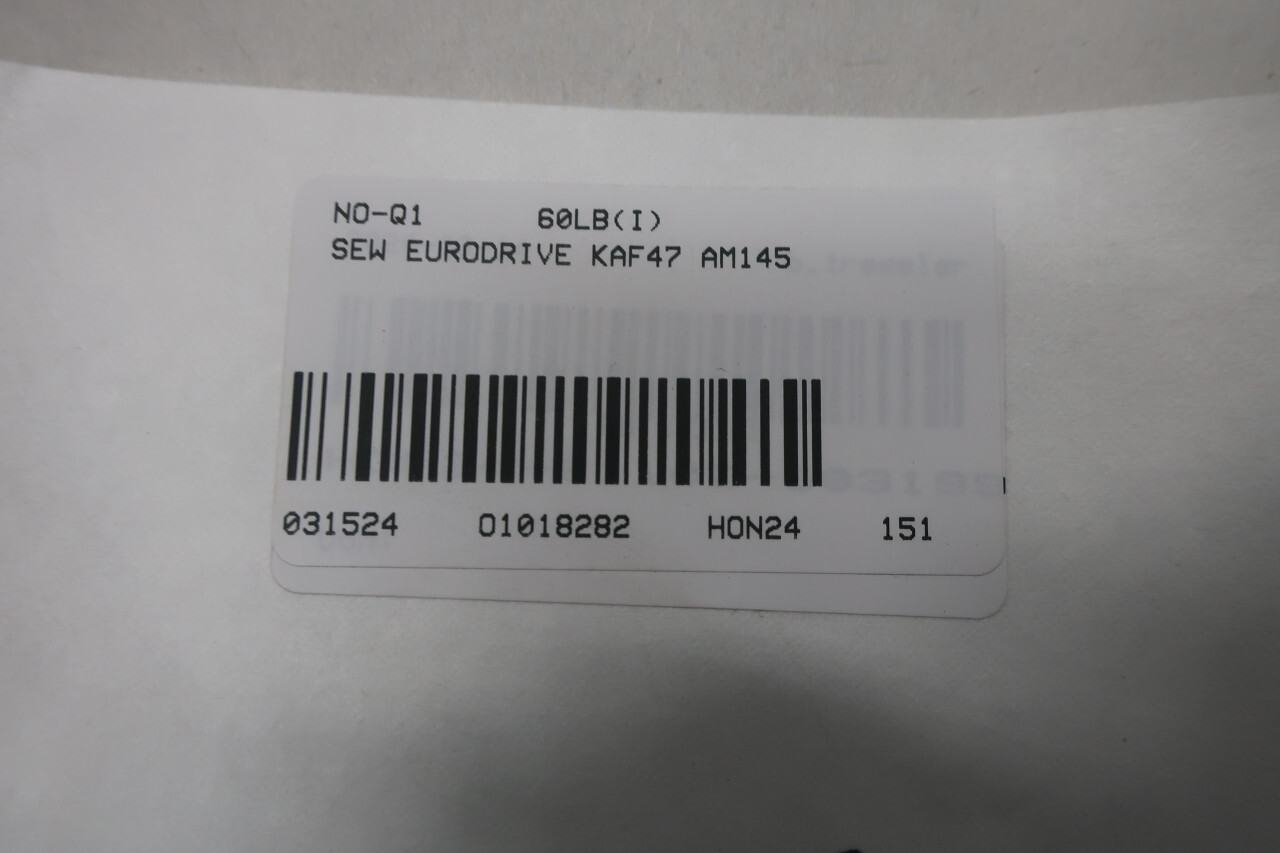 NO-Q1 60LB(I)
SEW EURODRIVE KAF47 AM145
031524 01018282 HON24 151